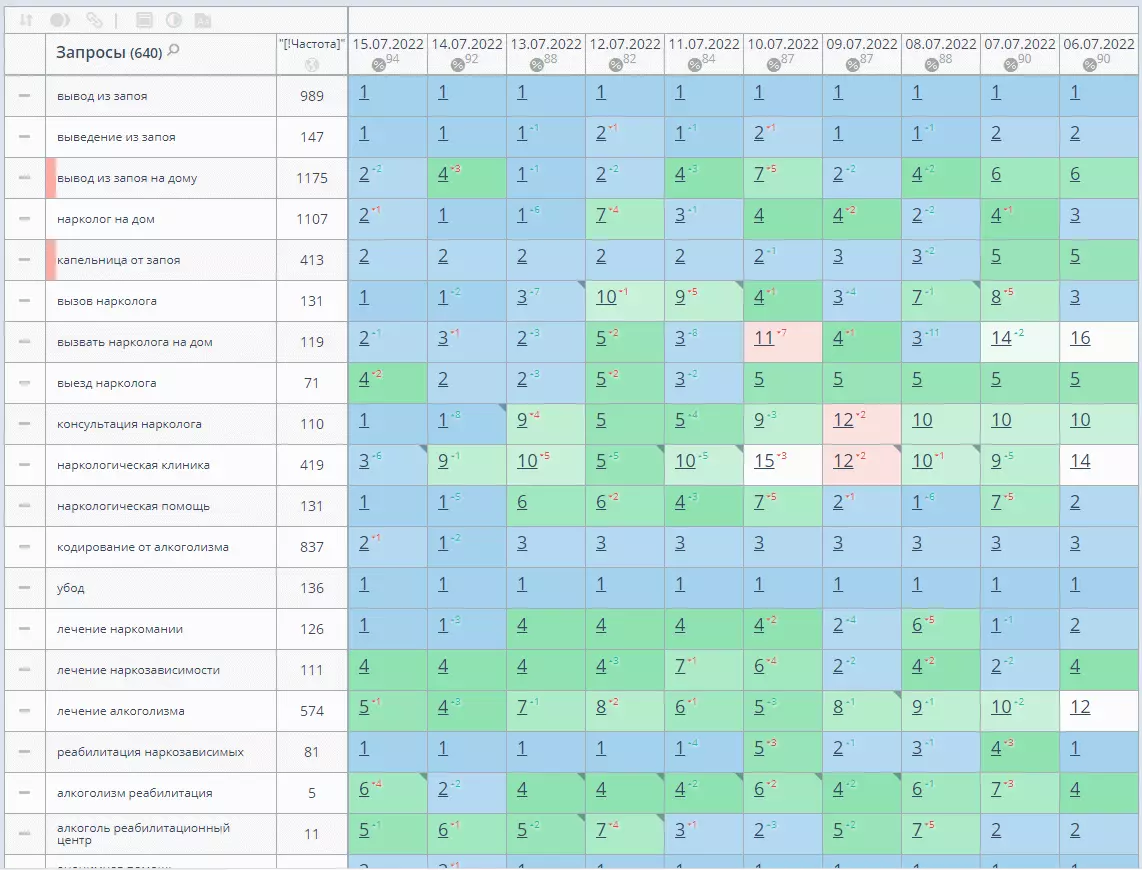 Запросы (640) "[!Частота]" 15.07.2022 14.07.2022 13.07.2022 12.07.2022 11.07.2022 10.07.2022 09.07.2022 08.07.2022 07.07.2022 06.07.2022
% 94 % 92 % 88 % 82 % 84 % 87 % 87 % 88 % 90 % 90
вывод из запоя 989 1 1 1 1 1 1 1 1 1 1
выведение из запоя 147 1 1 1 -1 2 +1 1 -1 2 +1 1 1 -1 2 2
вывод из запоя на дому 1175 2 -2 4 +3 1 -1 2 -2 4 -3 7 +5 2 -2 4 -2 6 6
нарколог на дом 1107 2 +1 1 1 -6 7 +4 3 -1 4 4 +2 2 -2 4 +1 3
капельница от запоя 413 2 2 2 2 2 2 -1 3 3 -2 5 5
вызов нарколога 131 1 1 -2 3 -7 10 +1 9 +5 4 +1 3 -4 7 -1 8 +5 3
вызвать нарколога на дом 119 2 -1 3 +1 2 -3 5 +2 3 -8 11 +7 4 +1 3 -11 14 -2 16
выезд нарколога 71 4 +2 2 2 -3 5 +2 3 -2 5 5 5 5 5
консультация нарколога 110 1 1 -8 9 +4 5 5 -4 9 -3 12 +2 10 10 10
наркологическая клиника 419 3 -6 9 -1 10 +5 5 -5 10 -5 15 +3 12 +2 10 +1 9 -5 14
наркологическая помощь 131 1 1 -5 6 6 +2 4 -3 7 +5 2 +1 1 -6 7 +5 2
кодирование от алкоголизма 837 2 +1 1 -2 3 3 3 3 3 3 3 3
убод 136 1 1 1 1 1 1 1 1 1 1
лечение наркомании 126 1 1 -3 4 4 4 4 +2 2 -4 6 +5 1 -1 2
лечение наркозависимости 111 4 4 4 4 -3 7 +1 6 +4 2 -2 4 +2 2 -2 4
лечение алкоголизма 574 5 +1 4 -3 7 -1 8 +2 6 +1 5 -3 8 -1 9 -1 10 -2 12
реабилитация наркозависимых 81 1 1 1 1 1 -4 5 +3 2 -1 3 -1 4 +3 1
алкоголизм реабилитация 5 6 +4 2 -2 4 4 4 -2 6 +2 4 -2 6 -1 7 +3 4
алкоголь реабилитационный
центр 11 5 -1 6 +1 5 -2 7 +4 3 +1 2 -3 5 -2 7 +5 2 2